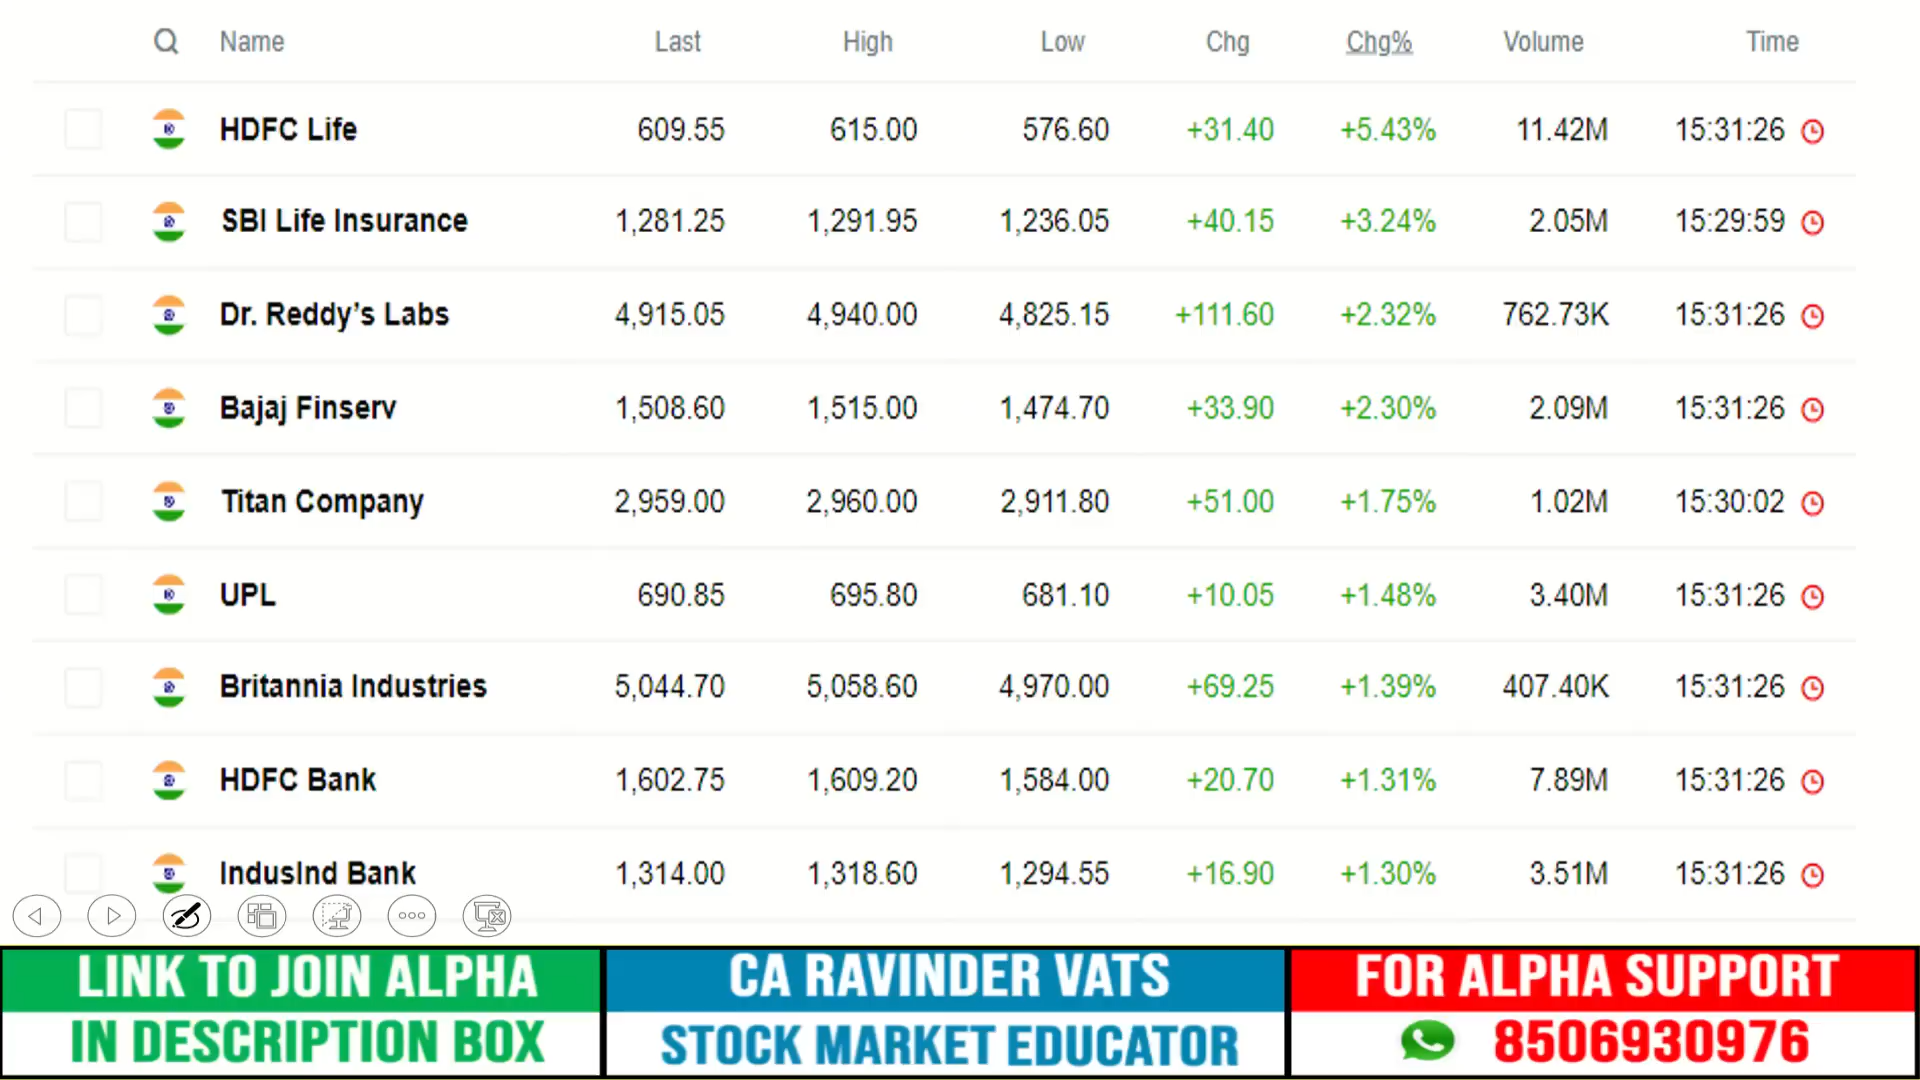 Name Last High Low Chg Chg% Volume Time
HDFC Life 609.55 615.00 576.60 +31.40 +5.43% 11.42M 15:31:26
SBI Life Insurance 1,281.25 1,291.95 1,236.05 +40.15 +3.24% 2.05M 15:29:59
Dr. Reddy’s Labs 4,915.05 4,940.00 4,825.15 +111.60 +2.32% 762.73K 15:31:26
Bajaj Finserv 1,508.60 1,515.00 1,474.70 +33.90 +2.30% 2.09M 15:31:26
Titan Company 2,959.00 2,960.00 2,911.80 +51.00 +1.75% 1.02M 15:30:02
UPL 690.85 695.80 681.10 +10.05 +1.48% 3.40M 15:31:26
Britannia Industries 5,044.70 5,058.60 4,970.00 +69.25 +1.39% 407.40K 15:31:26
HDFC Bank 1,602.75 1,609.20 1,584.00 +20.70 +1.31% 7.89M 15:31:26
IndusInd Bank 1,314.00 1,318.60 1,294.55 +16.90 +1.30% 3.51M 15:31:26
LINK TO JOIN ALPHA
IN DESCRIPTION BOX
CA RAVINDER VATS
STOCK MARKET EDUCATOR
FOR ALPHA SUPPORT
8506930976